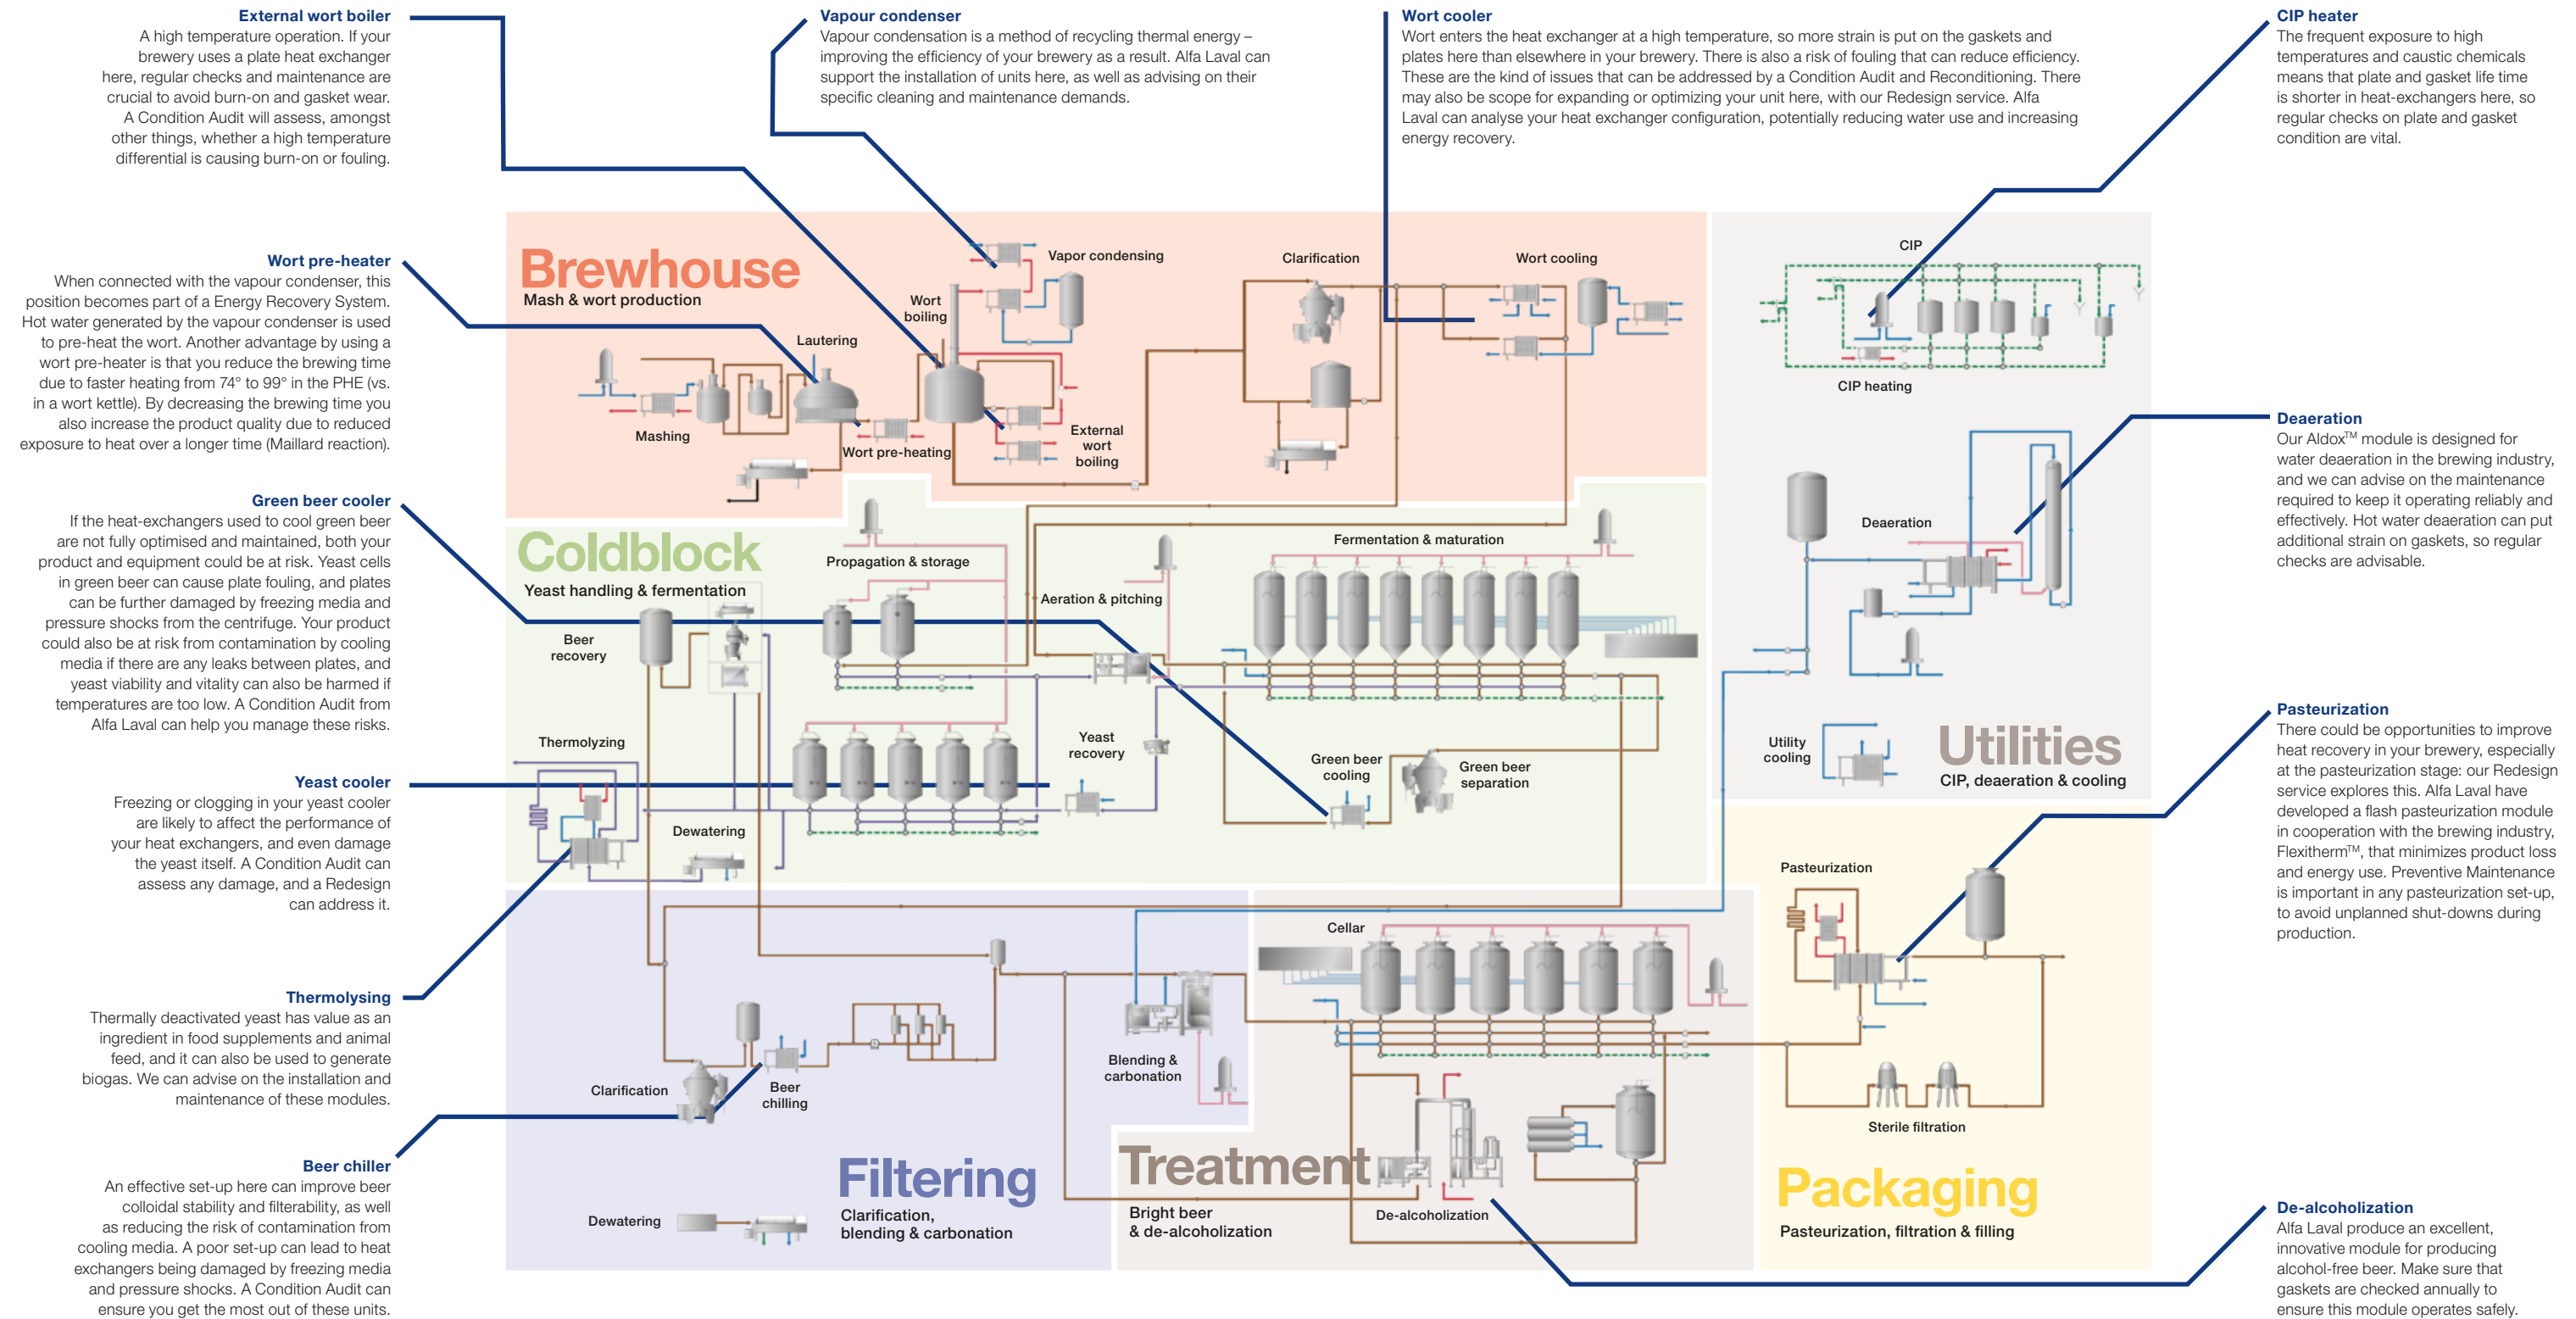 External wort boiler
A high temperature operation. If your
brewery uses a plate heat exchanger
here, regular checks and maintenance are
crucial to avoid burn-on and gasket wear.
A Condition Audit will assess, amongst
other things, whether a high temperature
differential is causing burn-on or fouling.
Vapour condenser
Vapour condensation is a method of recycling thermal energy –
improving the efficiency of your brewery as a result. Alfa Laval can
support the installation of units here, as well as advising on their
specific cleaning and maintenance demands.
Wort cooler
Wort enters the heat exchanger at a high temperature, so more strain is put on the gaskets and
plates here than elsewhere in your brewery. There is also a risk of fouling that can reduce efficiency.
These are the kind of issues that can be addressed by a Condition Audit and Reconditioning. There
may also be scope for expanding or optimizing your unit here, with our Redesign service. Alfa
Laval can analyse your heat exchanger configuration, potentially reducing water use and increasing
energy recovery.
CIP heater
The frequent exposure to high
temperatures and caustic chemicals
means that plate and gasket life time
is shorter in heat-exchangers here, so
regular checks on plate and gasket
condition are vital.
Wort pre-heater
When connected with the vapour condenser, this
position becomes part of a Energy Recovery System.
Hot water generated by the vapour condenser is used
to pre-heat the wort. Another advantage by using a
wort pre-heater is that you reduce the brewing time
due to faster heating from 74° to 99° in the PHE (vs.
in a wort kettle). By decreasing the brewing time you
also increase the product quality due to reduced
exposure to heat over a longer time (Maillard reaction).
Green beer cooler
If the heat-exchangers used to cool green beer
are not fully optimised and maintained, both your
product and equipment could be at risk. Yeast cells
in green beer can cause plate fouling, and plates
can be further damaged by freezing media and
pressure shocks from the centrifuge. Your product
could also be at risk from contamination by cooling
media if there are any leaks between plates, and
yeast viability and vitality can also be harmed if
temperatures are too low. A Condition Audit from
Alfa Laval can help you manage these risks.
Yeast cooler
Freezing or clogging in your yeast cooler
are likely to affect the performance of
your heat exchangers, and even damage
the yeast itself. A Condition Audit can
assess any damage, and a Redesign
can address it.
Thermolysing
Thermally deactivated yeast has value as an
ingredient in food supplements and animal
feed, and it can also be used to generate
biogas. We can advise on the installation and
maintenance of these modules.
Beer chiller
An effective set-up here can improve beer
colloidal stability and filterability, as well
as reducing the risk of contamination from
cooling media. A poor set-up can lead to heat
exchangers being damaged by freezing media
and pressure shocks. A Condition Audit can
ensure you get the most out of these units.
Brewhouse
Mash & wort production
Mashing
Lautering
Wort pre-heating
Wort
boiling
Vapor condensing
External
wort
boiling
Clarification
Wort cooling
Coldblock
Yeast handling & fermentation
Beer
recovery
Propagation & storage
Aeration & pitching
Fermentation & maturation
Thermolyzing
Dewatering
Yeast
recovery
Green beer
cooling
Green beer
separation
Filtering
Clarification,
blending & carbonation
Clarification
Beer
chilling
Dewatering
Blending &
carbonation
Treatment
Bright beer
& de-alcoholization
Cellar
De-alcoholization
CIP
CIP heating
Deaeration
Utility
cooling
Utilities
CIP, deaeration & cooling
Pasteurization
Sterile filtration
Packaging
Pasteurization, filtration & filling
Deaeration
Our Aldox™ module is designed for
water deaeration in the brewing industry,
and we can advise on the maintenance
required to keep it operating reliably and
effectively. Hot water deaeration can put
additional strain on gaskets, so regular
checks are advisable.
Pasteurization
There could be opportunities to improve
heat recovery in your brewery, especially
at the pasteurization stage: our Redesign
service explores this. Alfa Laval have
developed a flash pasteurization module
in cooperation with the brewing industry,
Flexitherm™, that minimizes product loss
and energy use. Preventive Maintenance
is important in any pasteurization set-up,
to avoid unplanned shut-downs during
production.
De-alcoholization
Alfa Laval produce an excellent,
innovative module for producing
alcohol-free beer. Make sure that
gaskets are checked annually to
ensure this module operates safely.